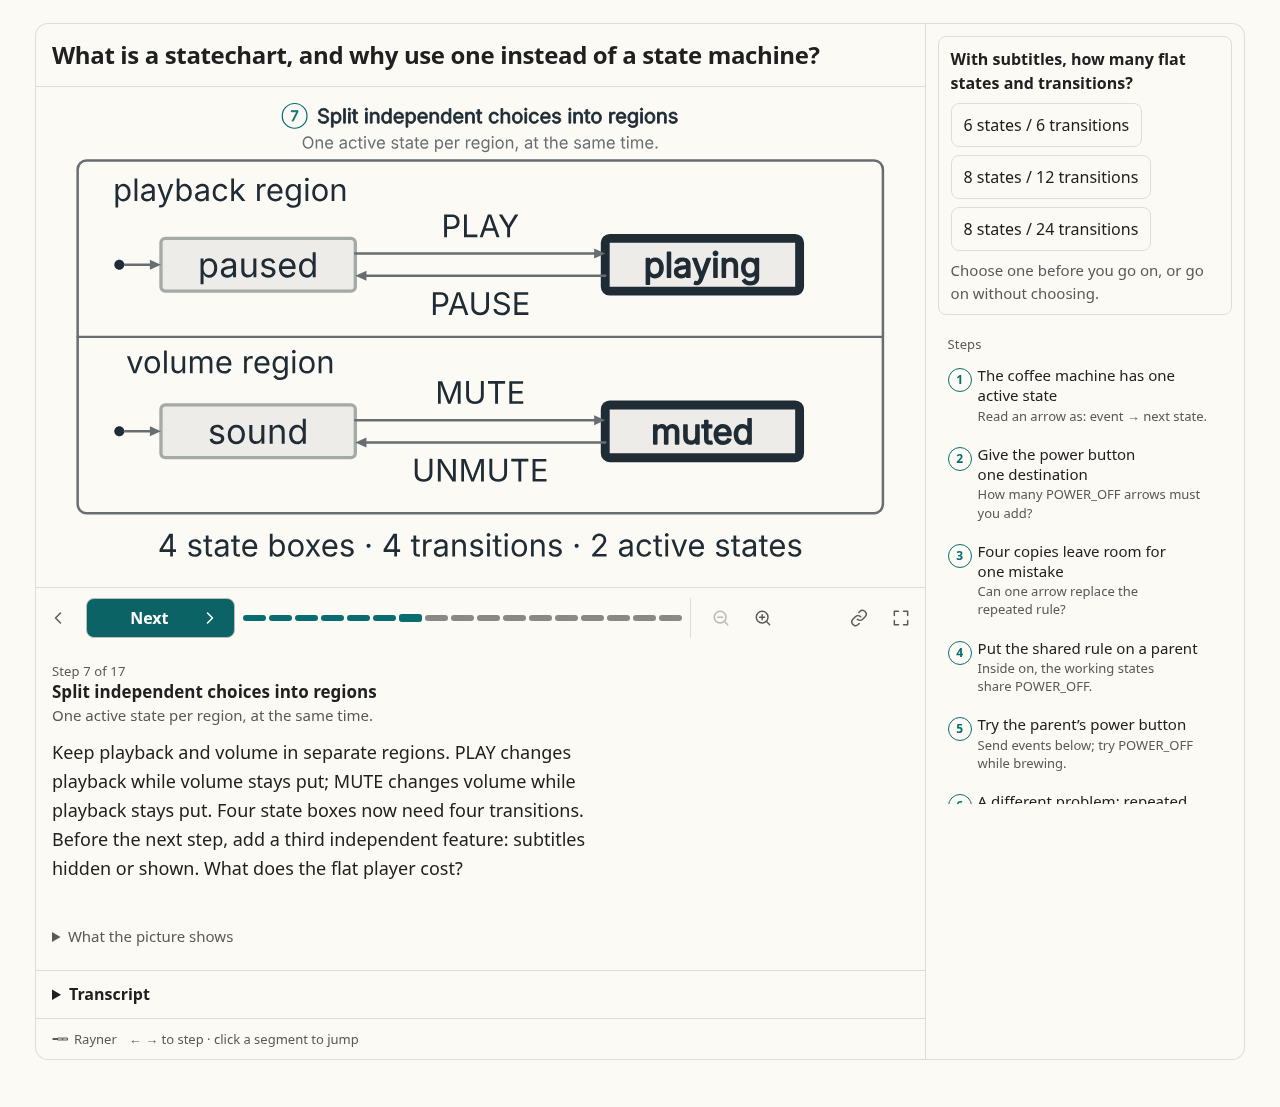 What is a statechart, and why use one instead of a state machine?
7 Split independent choices into regions
One active state per region, at the same time.
playback region
PLAY
paused
playing
PAUSE
volume region
MUTE
sound
muted
UNMUTE
4 state boxes · 4 transitions · 2 active states
Next
Step 7 of 17
Split independent choices into regions
One active state per region, at the same time.
Keep playback and volume in separate regions. PLAY changes
playback while volume stays put; MUTE changes volume while
playback stays put. Four state boxes now need four transitions.
Before the next step, add a third independent feature: subtitles
hidden or shown. What does the flat player cost?
▶ What the picture shows
▶ Transcript
Rayner ← → to step · click a segment to jump
With subtitles, how many flat
states and transitions?
6 states / 6 transitions
8 states / 12 transitions
8 states / 24 transitions
Choose one before you go on, or go
on without choosing.
Steps
1 The coffee machine has one
active state
Read an arrow as: event → next state.
2 Give the power button
one destination
How many POWER_OFF arrows must
you add?
3 Four copies leave room for
one mistake
Can one arrow replace the
repeated rule?
4 Put the shared rule on a parent
Inside on, the working states
share POWER_OFF.
5 Try the parent’s power button
Send events below; try POWER_OFF
while brewing.
6 A different problem: repeated